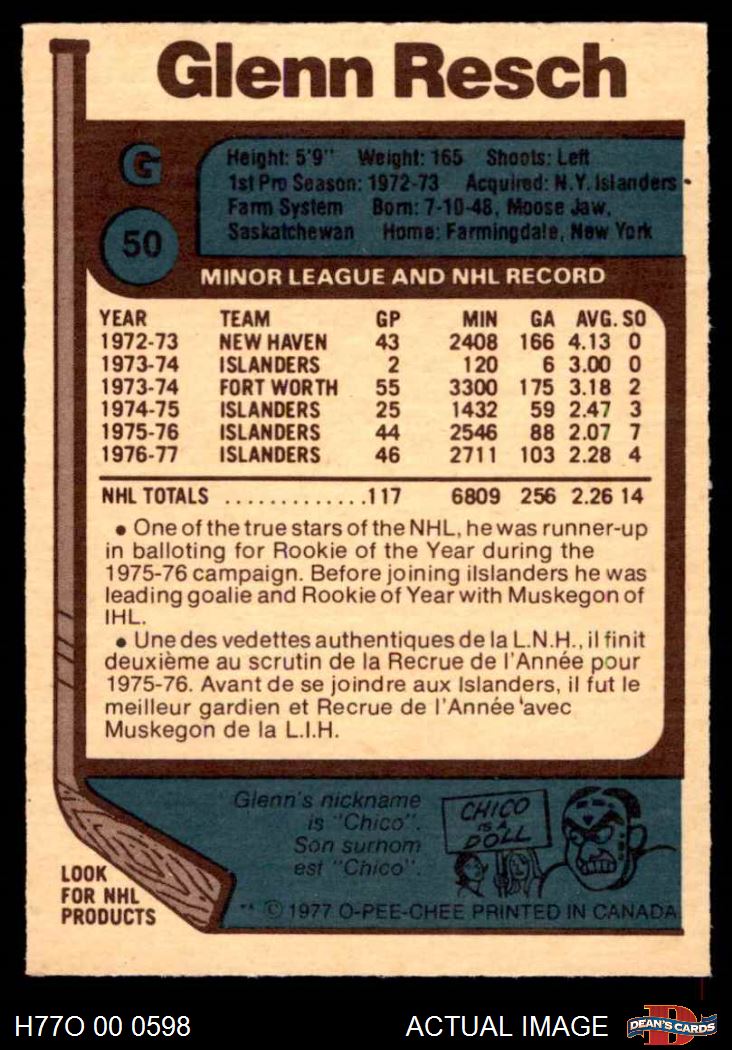 Glenn Resch
G
50
Height: 5'9" Weight: 165 Shoots: Left
1st Pro Season: 1972-73 Acquired: N.Y. Islanders
Farm System Born: 7-10-48, Moose Jaw,
Saskatchewan Home: Farmingdale, New York
MINOR LEAGUE AND NHL RECORD
YEAR TEAM GP MIN GA AVG. SO
1972-73 NEW HAVEN 43 2408 166 4.13 0
1973-74 ISLANDERS 2 120 6 3.00 0
1973-74 FORT WORTH 55 3300 175 3.18 2
1974-75 ISLANDERS 25 1432 59 2.47 3
1975-76 ISLANDERS 44 2546 88 2.07 7
1976-77 ISLANDERS 46 2711 103 2.28 4
NHL TOTALS .............117 6809 256 2.26 14
• One of the true stars of the NHL, he was runner-up
in balloting for Rookie of the Year during the
1975-76 campaign. Before joining iIslanders he was
leading goalie and Rookie of Year with Muskegon of
IHL.
• Une des vedettes authentiques de la L.N.H., il finit
deuxième au scrutin de la Recrue de l'Année pour
1975-76. Avant de se joindre aux Islanders, il fut le
meilleur gardien et Recrue de l'Année avec
Muskegon de la L.I.H.
Glenn's nickname
is "Chico".
Son surnom
est "Chico".
CHICO
IS A
DOLL
LOOK
FOR NHL
PRODUCTS
** © 1977 O-PEE-CHEE PRINTED IN CANADA
H77O 00 0598 ACTUAL IMAGE
D
DEAN'S CARDS